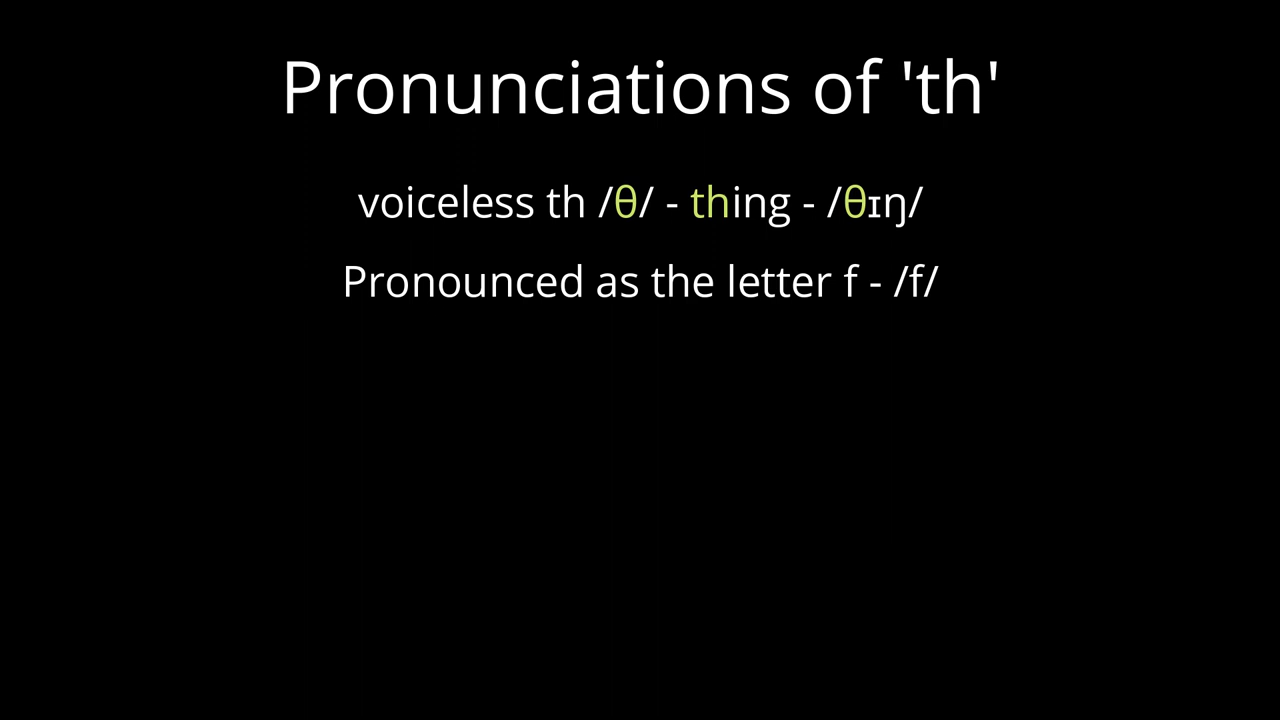 Pronunciations of 'th'
voiceless th /θ/ - thing - /θɪŋ/
Pronounced as the letter f - /f/